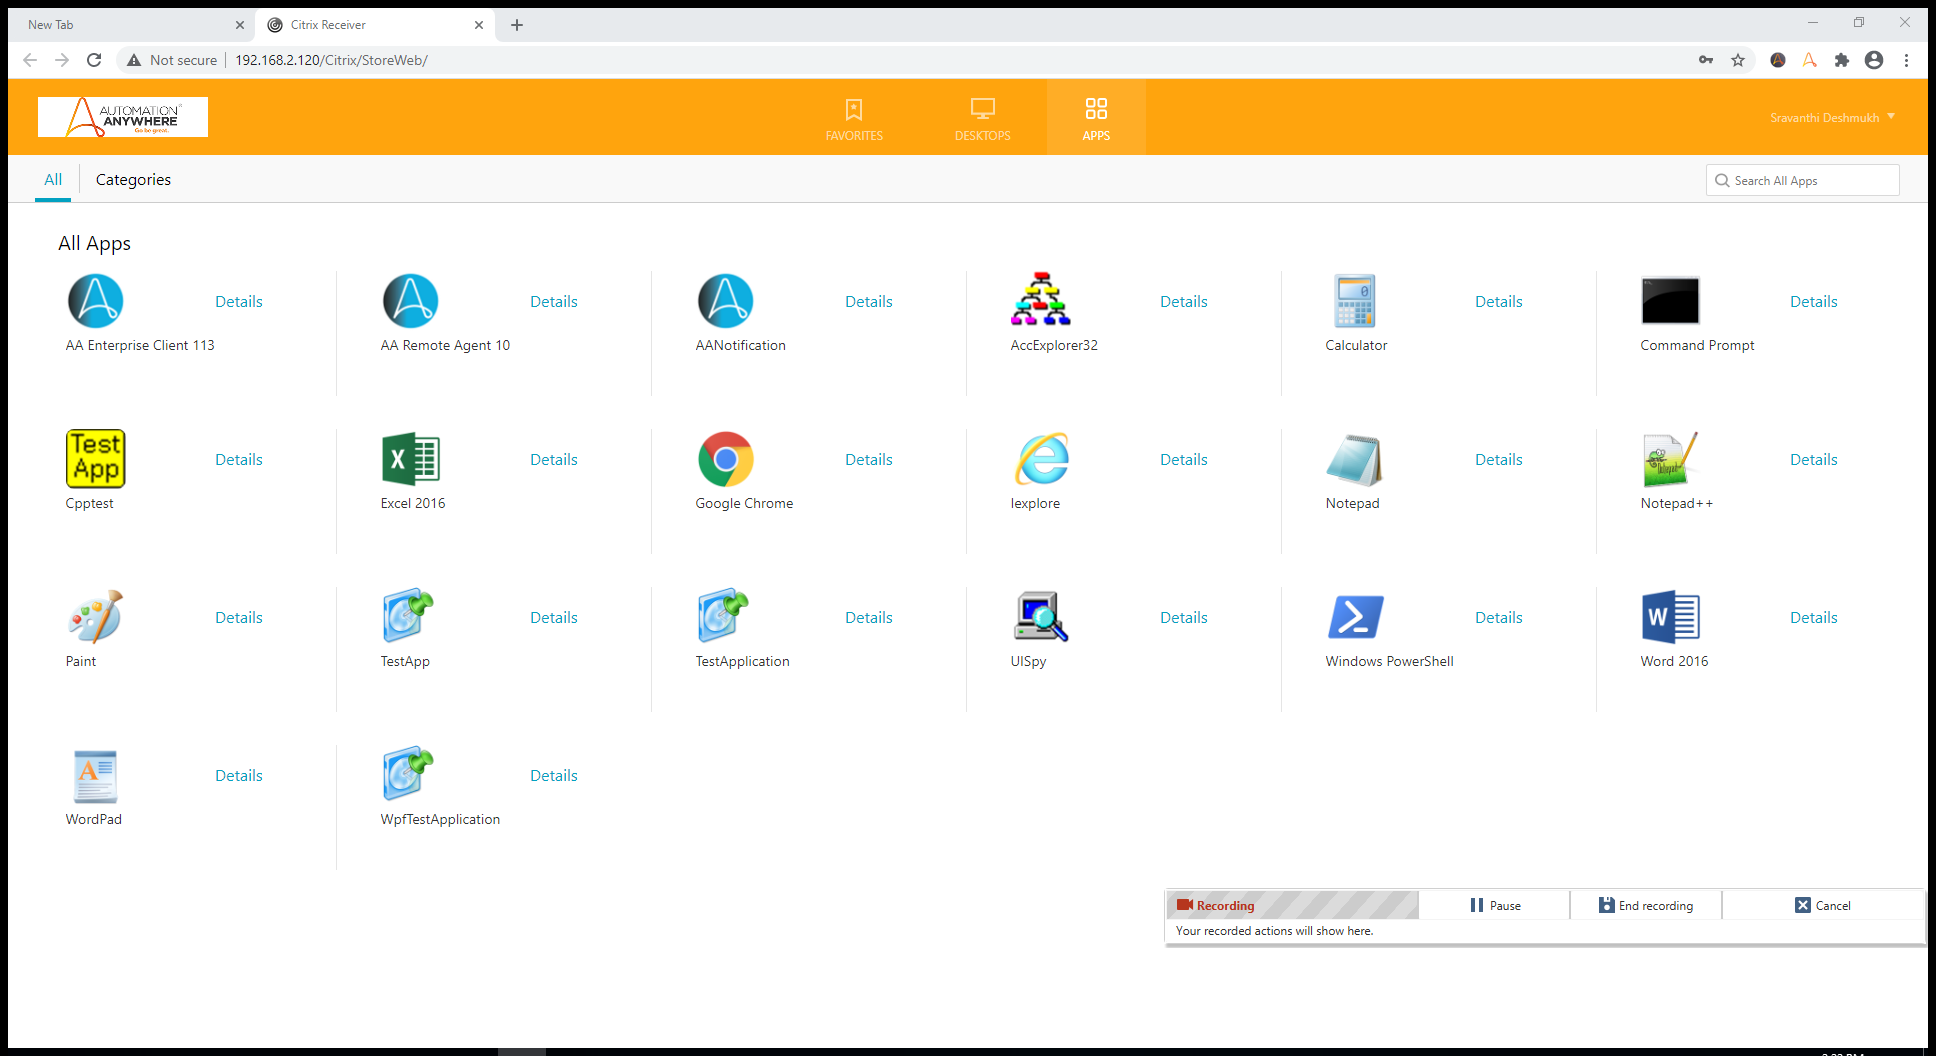 New Tab
Citrix Receiver
Not secure
192.168.2.120/Citrix/StoreWeb/
AUTOMATION
ANYWHERE
Go be great.
FAVORITES
DESKTOPS
APPS
Sravanthi Deshmukh
All
Categories
Search All Apps
All Apps
Details
Details
Details
Details
Details
Details
AA Enterprise Client 113
AA Remote Agent 10
AANotification
AccExplorer32
Calculator
Command Prompt
Test
App
Details
Details
Details
Details
Details
Details
Cpptest
Excel 2016
Google Chrome
Iexplore
Notepad
Notepad++
Details
Details
Details
Details
Details
Details
Paint
TestApp
TestApplication
UISpy
Windows PowerShell
Word 2016
Details
Details
WordPad
WpfTestApplication
Recording
Pause
End recording
Cancel
Your recorded actions will show here.